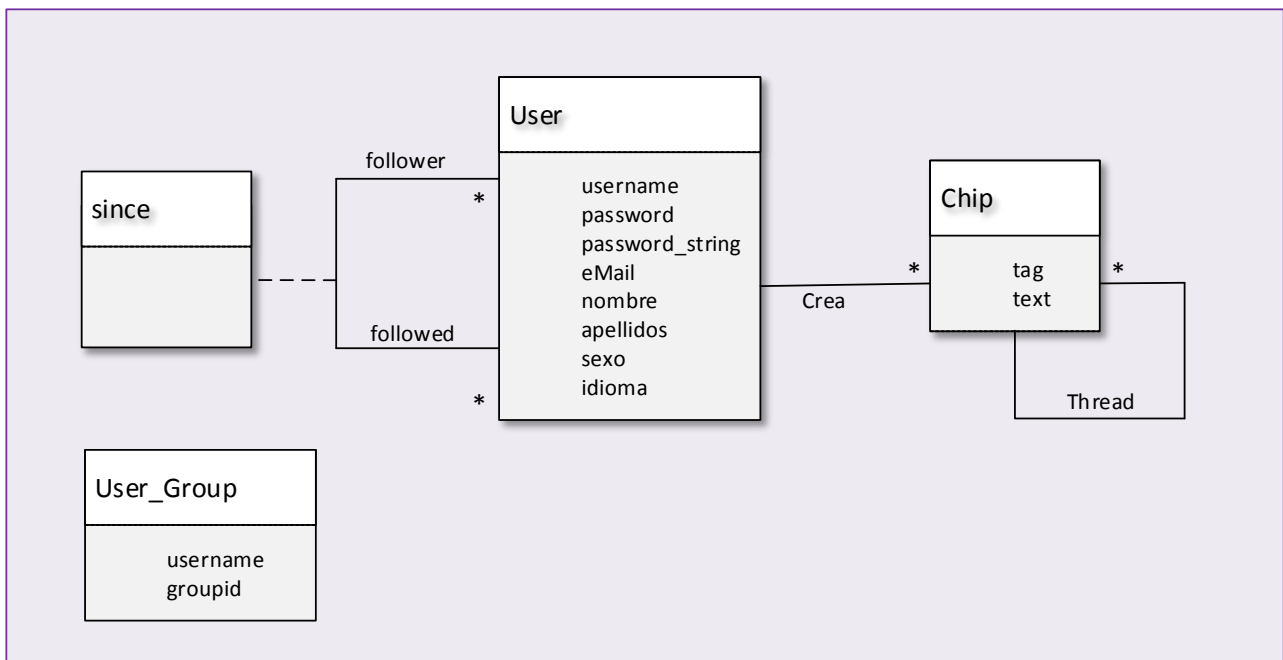 since
follower
*
followed
*
User
username
password
password_string
eMail
nombre
apellidos
sexo
idioma
Crea
*
Chip
tag
text
*
Thread
User_Group
username
groupid